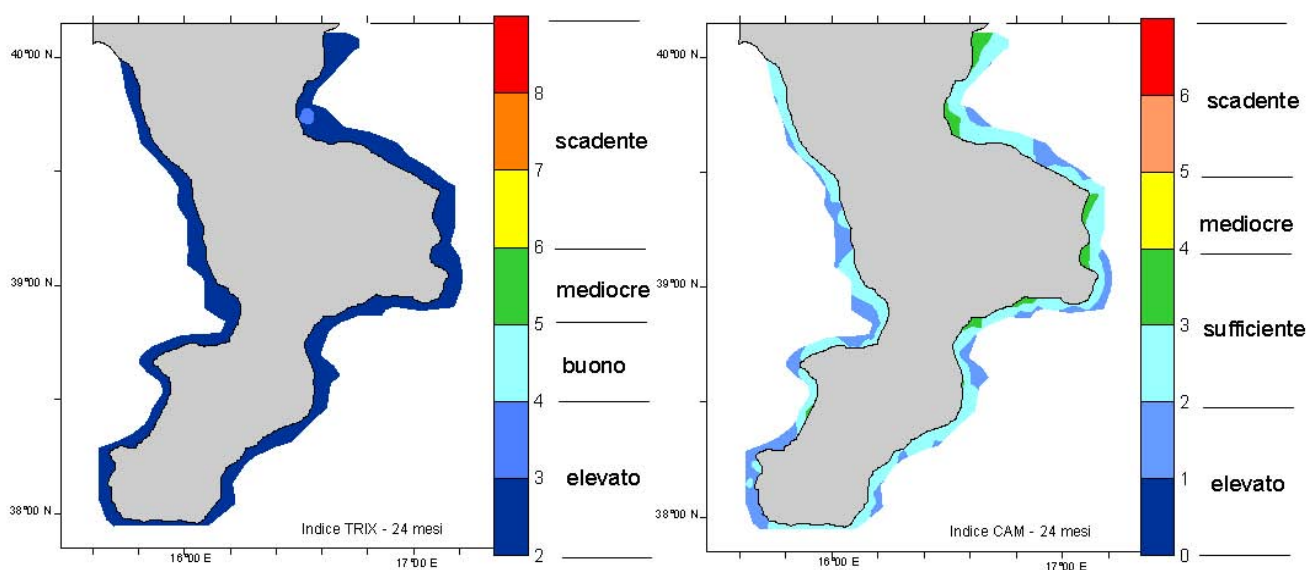 40°00 N
39°00 N
38°00 N
16°00 E
17°00 E
Indice TRIX - 24 mesi
8
7
6
5
4
3
2
scadente
mediocre
buono
elevato
40°00 N
39°00 N
38°00 N
16°00 E
17°00 E
Indice CAM - 24 mesi
6
5
4
3
2
1
0
scadente
mediocre
sufficiente
elevato